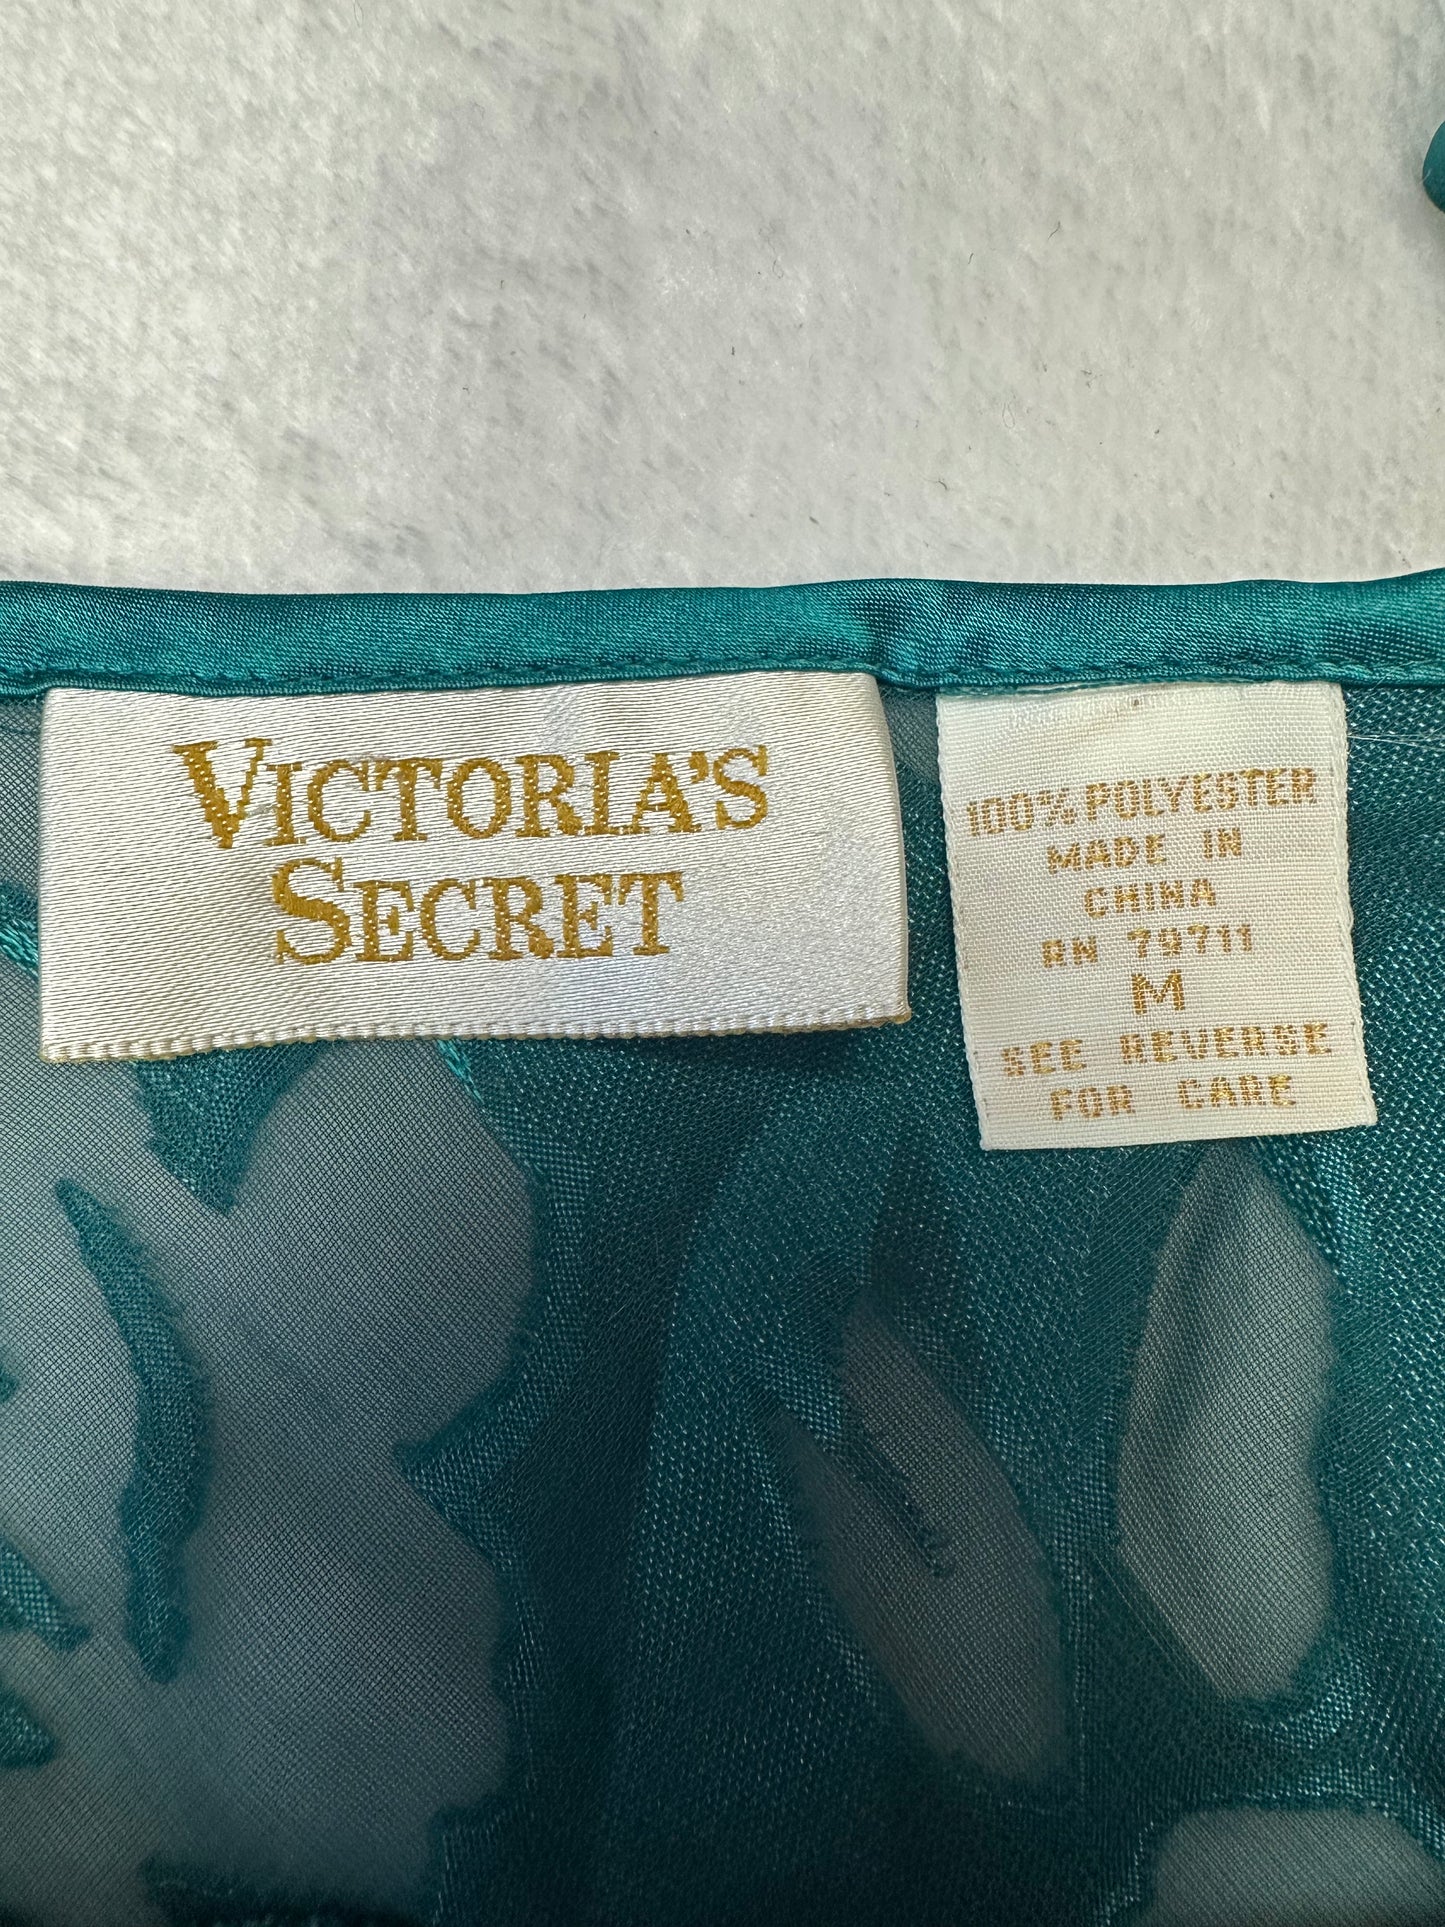 VICTORIA'S
SECRET
100% POLYESTER
MADE IN
CHINA
RN 79711
M
SEE REVERSE
FOR CARE